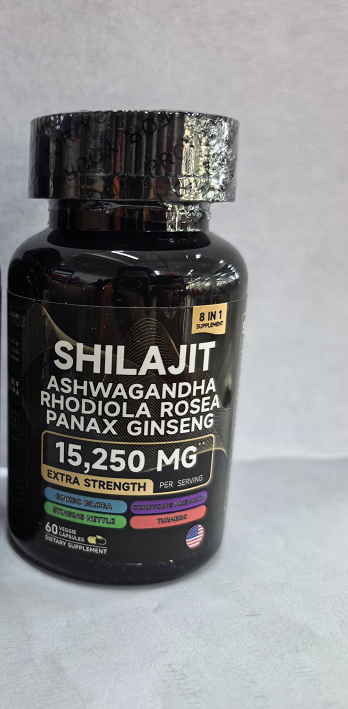 8 IN 1
SUPPLEMENT
SHILAJIT
ASHWAGANDHA
RHODIOLA ROSEA
PANAX GINSENG
15,250 MG**
EXTRA STRENGTH PER SERVING
GINKGO BILOBA
STINGING NETTLE TURMERIC
60 VEGGIE
CAPSULES
DIETARY SUPPLEMENT